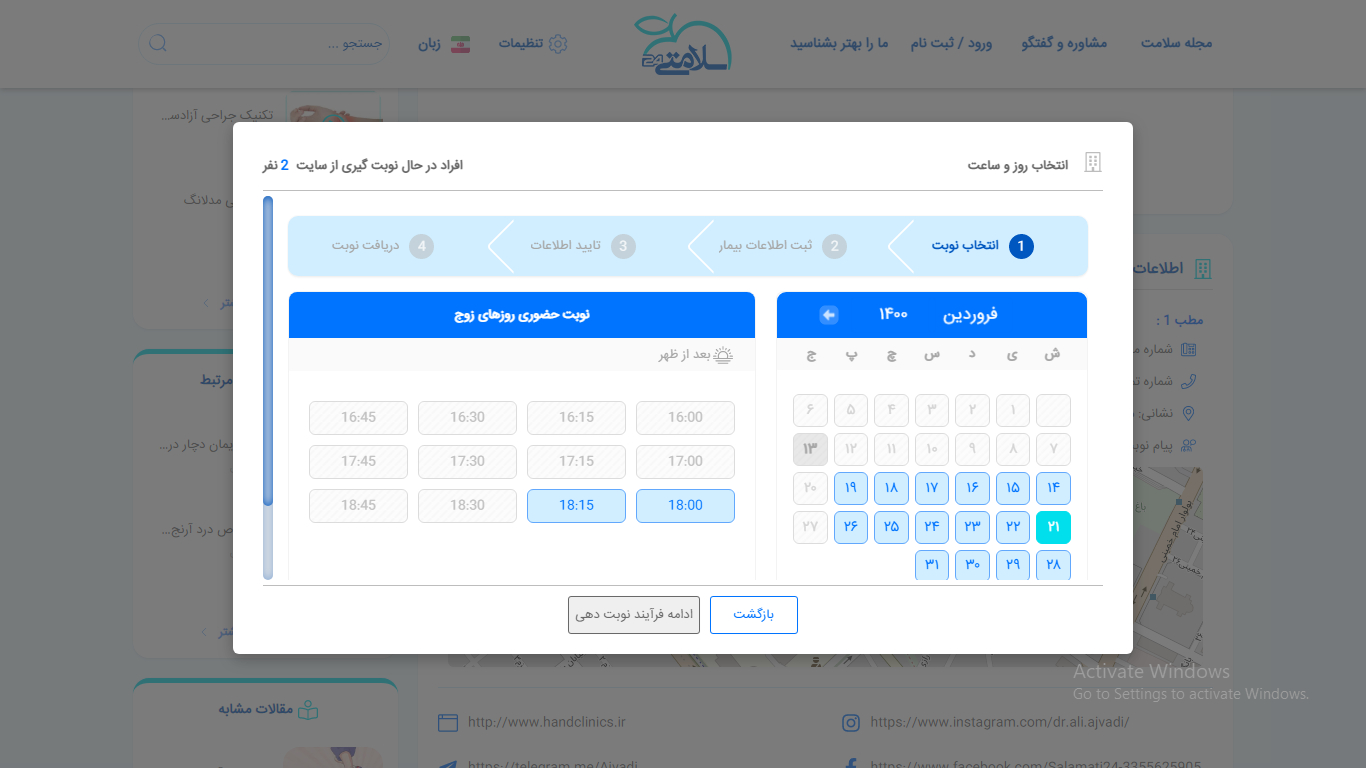 مجله سلامت
مشاوره و گفتگو
ورود / ثبت نام
ما را بهتر بشناسید
سلامتی 24
تنظیمات
زبان
جستجو ...
تکنیک جراحی آزادس...
انتخاب روز و ساعت
افراد در حال نوبت گیری از سایت 2 نفر
1 انتخاب نوبت
2 ثبت اطلاعات بیمار
3 تایید اطلاعات
4 دریافت نوبت
فروردین ۱۴۰۰
ش ی د س چ پ ج
۱ ۲ ۳ ۴ ۵ ۶
۷ ۸ ۹ ۱۰ ۱۱ ۱۲ ۱۳
۱۴ ۱۵ ۱۶ ۱۷ ۱۸ ۱۹ ۲۰
۲۱ ۲۲ ۲۳ ۲۴ ۲۵ ۲۶ ۲۷
۲۸ ۲۹ ۳۰ ۳۱
نوبت حضوری روزهای زوج
بعد از ظهر
16:00 16:15 16:30 16:45
17:00 17:15 17:30 17:45
18:00 18:15 18:30 18:45
بازگشت
ادامه فرآیند نوبت دهی
اطلاعات
مطب 1 :
شماره
شماره
نشانی:
پیام
باغ
بولوار امام خمینی
مدلانگ
مرتبط
دچار در...
ص درد آرنج...
مقالات مشابه
Activate Windows
Go to Settings to activate Windows.
http://www.handclinics.ir
https://www.instagram.com/dr.ali.ajvadi/
https://telegram.me/Ajvadi
https://www.facebook.com/Salamati24-3355625905